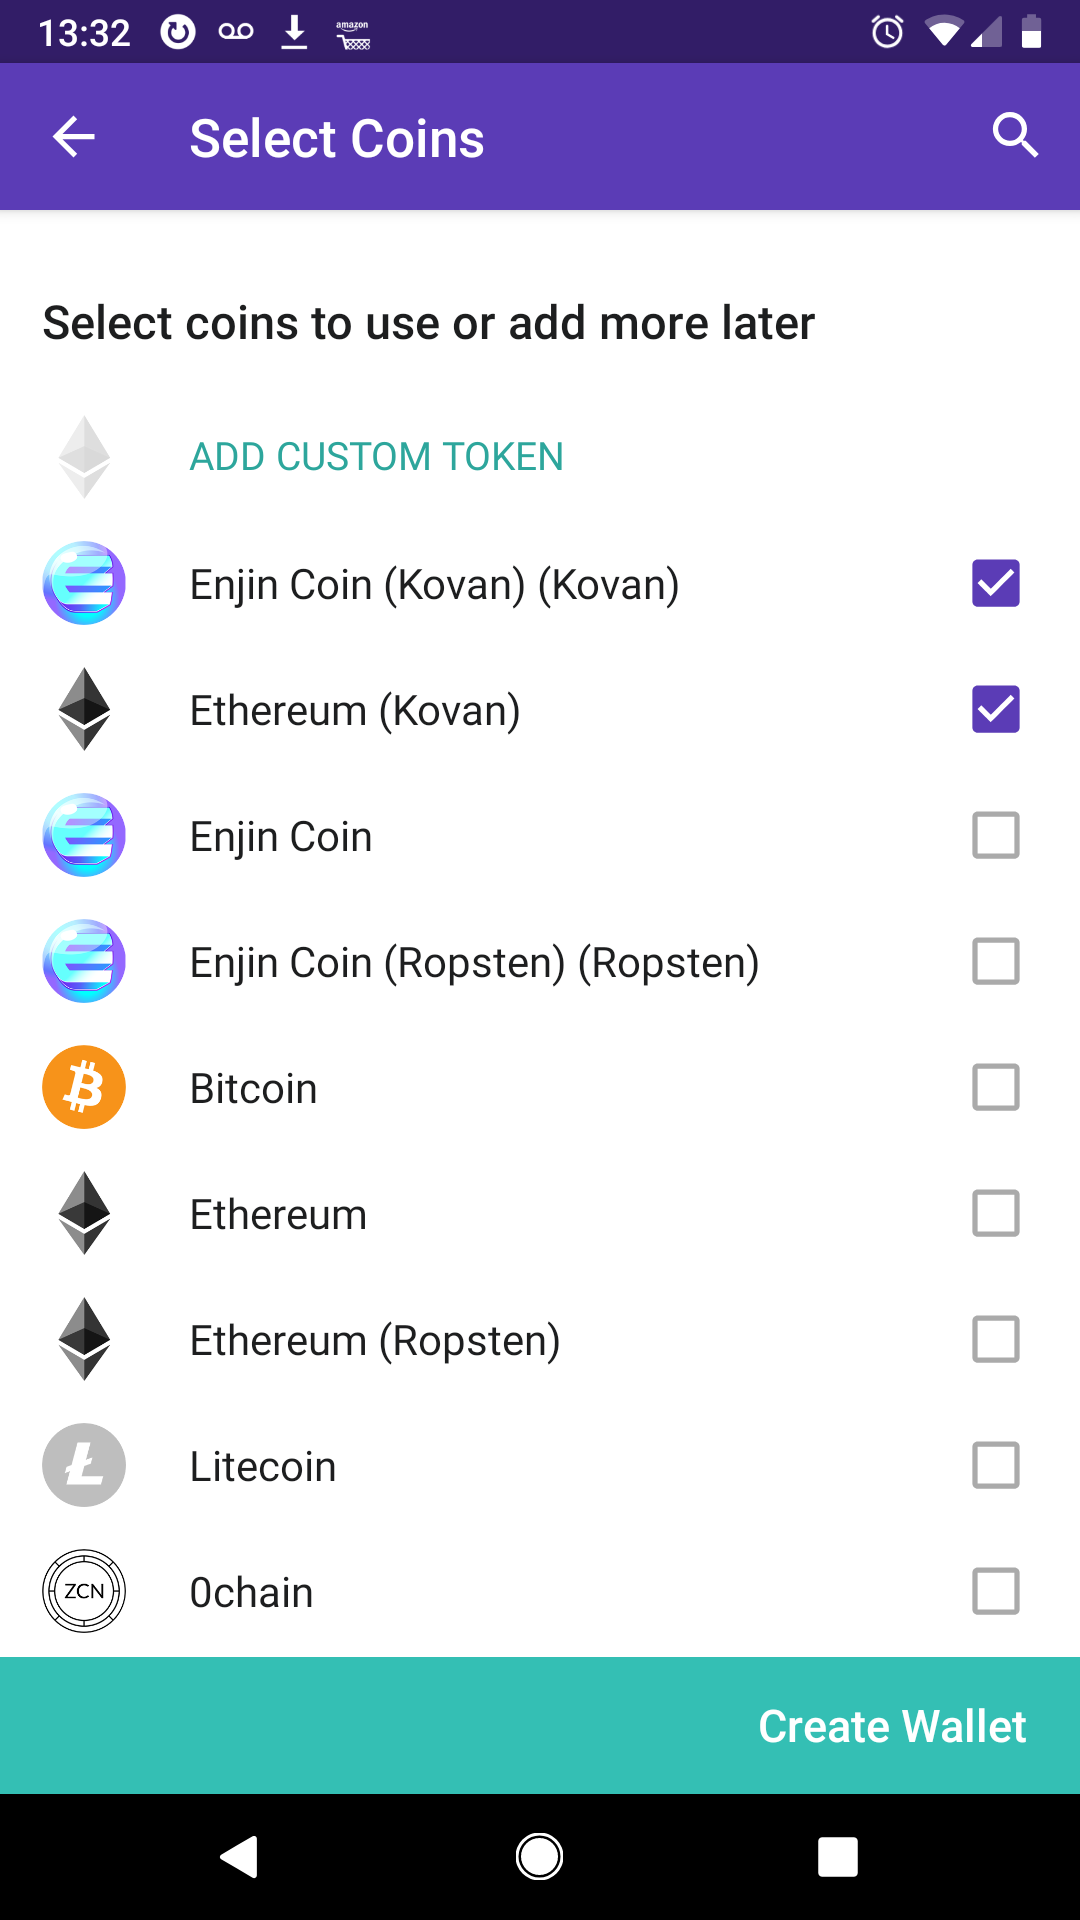 13:32
amazon
Select Coins
Select coins to use or add more later
ADD CUSTOM TOKEN
Enjin Coin (Kovan) (Kovan)
Ethereum (Kovan)
Enjin Coin
Enjin Coin (Ropsten) (Ropsten)
Bitcoin
Ethereum
Ethereum (Ropsten)
Litecoin
ZCN
0chain
Create Wallet